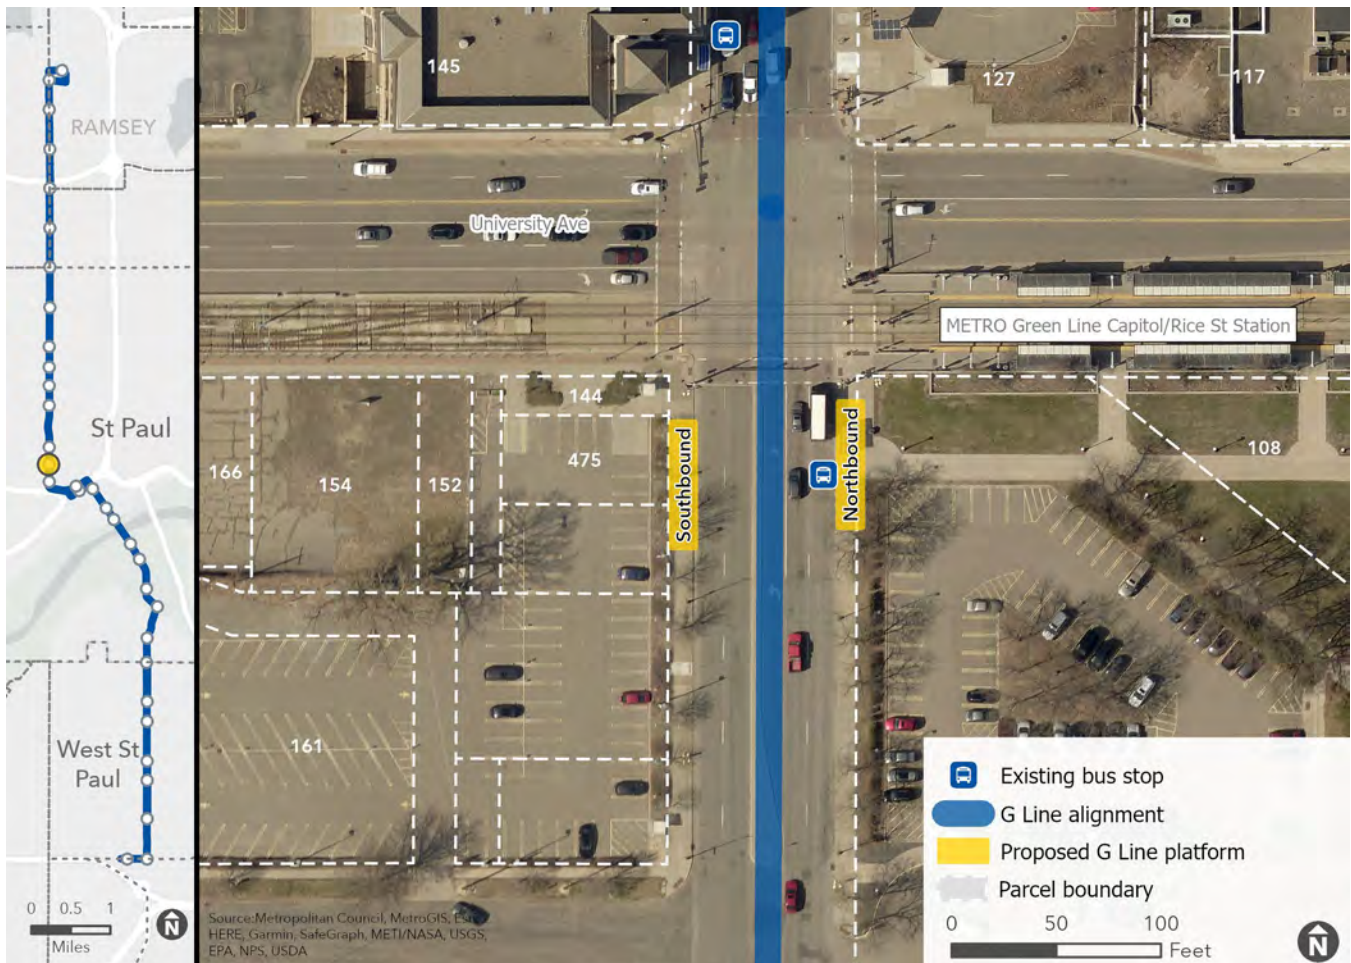 RAMSEY
St Paul
West St
Paul
0 0.5 1
Miles
N
145
127
117
University Ave
METRO Green Line Capitol/Rice St Station
144
475
166
154
152
108
Southbound
Northbound
161
Existing bus stop
G Line alignment
Proposed G Line platform
Parcel boundary
0 50 100
Feet
N
Source:Metropolitan Council, MetroGIS, Esri,
HERE, Garmin, SafeGraph, METI/NASA, USGS,
EPA, NPS, USDA